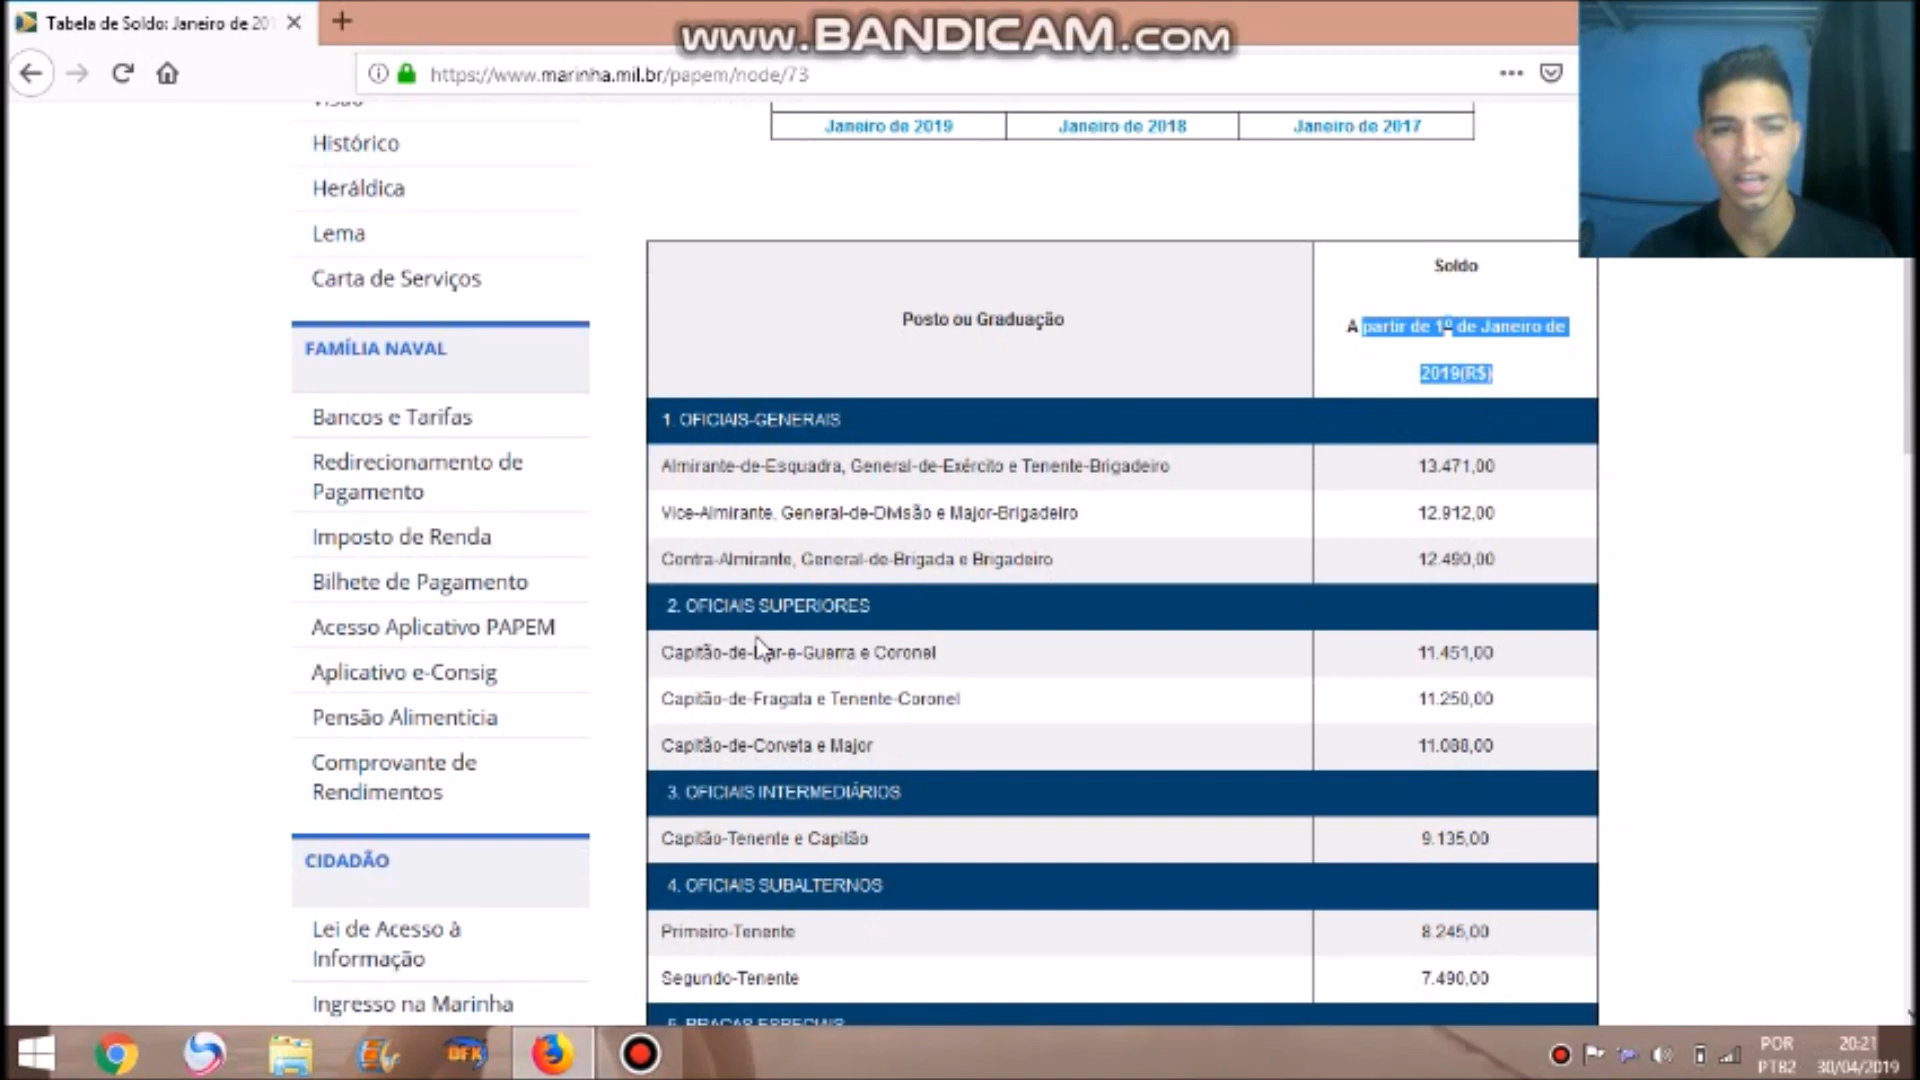 Tabela de Soldo: Janeiro de 20
www.BANDICAM.com
https://www.marinha.mil.br/papem/node/73
Visão
Histórico
Heráldica
Lema
Carta de Serviços
FAMÍLIA NAVAL
Bancos e Tarifas
Redirecionamento de
Pagamento
Imposto de Renda
Bilhete de Pagamento
Acesso Aplicativo PAPEM
Aplicativo e-Consig
Pensão Alimentícia
Comprovante de
Rendimentos
CIDADÃO
Lei de Acesso à
Informação
Ingresso na Marinha
Janeiro de 2019 Janeiro de 2018 Janeiro de 2017
Posto ou Graduação
Soldo
A partir de 1º de Janeiro de
2019(R$)
1. OFICIAIS-GENERAIS
Almirante-de-Esquadra, General-de-Exército e Tenente-Brigadeiro 13.471,00
Vice-Almirante, General-de-Divisão e Major-Brigadeiro 12.912,00
Contra-Almirante, General-de-Brigada e Brigadeiro 12.490,00
2. OFICIAIS SUPERIORES
Capitão-de-Mar-e-Guerra e Coronel 11.451,00
Capitão-de-Fragata e Tenente-Coronel 11.250,00
Capitão-de-Corveta e Major 11.088,00
3. OFICIAIS INTERMEDIÁRIOS
Capitão-Tenente e Capitão 9.135,00
4. OFICIAIS SUBALTERNOS
Primeiro-Tenente 8.245,00
Segundo-Tenente 7.490,00
5. PRAÇAS ESPECIAIS
DFX
POR 20:21
PTB2 30/04/2019